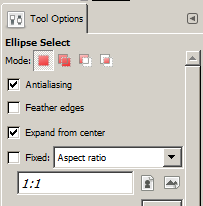 Tool Options
Ellipse Select
Mode:
Antialiasing
Feather edges
Expand from center
Fixed: Aspect ratio
1:1